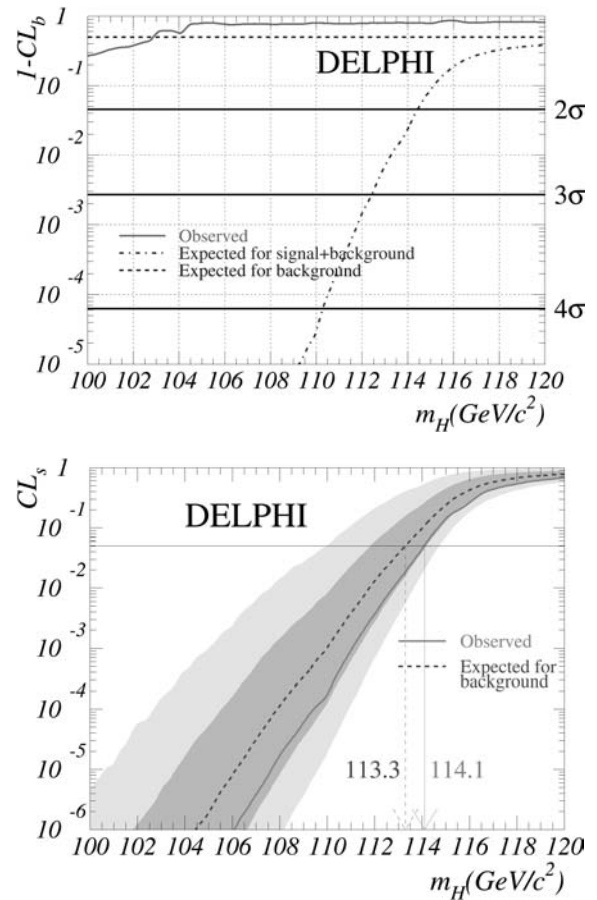 1-CL_b
1
10^-1
10^-2
10^-3
10^-4
10^-5
DELPHI
2σ
3σ
4σ
Observed
Expected for signal+background
Expected for background
100 102 104 106 108 110 112 114 116 118 120
m_H(GeV/c^2)
CL_s
1
10^-1
10^-2
10^-3
10^-4
10^-5
10^-6
DELPHI
Observed
Expected for
background
113.3 114.1
100 102 104 106 108 110 112 114 116 118 120
m_H(GeV/c^2)